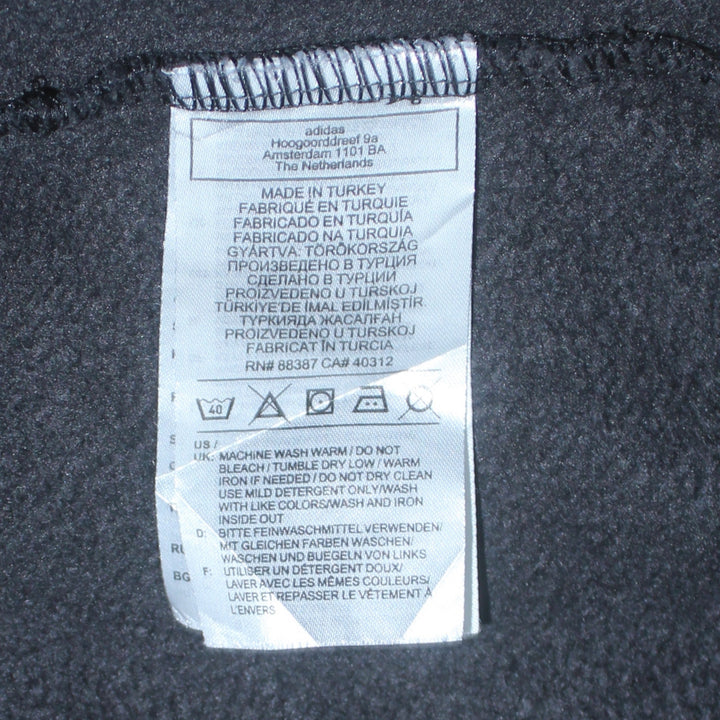 adidas
Hoogoorddreef 9a
Amsterdam 1101 BA
The Netherlands
MADE IN TURKEY
FABRIQUÉ EN TURQUIE
FABRICADO EN TURQUÍA
FABRICADO NA TURQUIA
GYÁRTVA: TÖRÖKORSZÁG
ПРОИЗВЕДЕНО В ТУРЦИЯ
СДЕЛАНО В ТУРЦИИ
PROIZVEDENO U TURSKOJ
TÜRKİYE'DE İMAL EDİLMİŞTİR
ТУРКИЯДА ЖАСАЛҒАН
PROIZVEDENO U TURSKOJ
FABRICAT ÎN TURCIA
RN# 88387 CA# 40312
40
US /
UK: MACHINE WASH WARM / DO NOT
BLEACH / TUMBLE DRY LOW / WARM
IRON IF NEEDED / DO NOT DRY CLEAN
USE MILD DETERGENT ONLY/WASH
WITH LIKE COLORS/WASH AND IRON
INSIDE OUT
D: BITTE FEINWASCHMITTEL VERWENDEN/
MIT GLEICHEN FARBEN WASCHEN/
WASCHEN UND BUEGELN VON LINKS
F: UTILISER UN DÉTERGENT DOUX/
LAVER AVEC LES MÊMES COULEURS/
LAVER ET REPASSER LE VÊTEMENT À
L'ENVERS
RU
BG